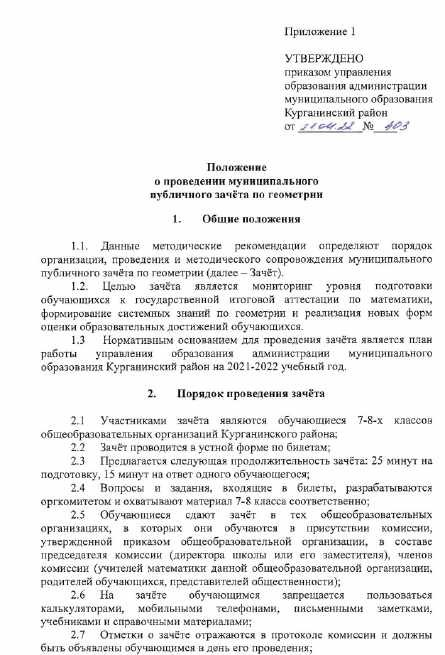 Приложение 1
УТВЕРЖДЕНО
приказом управления
образования администрации
муниципального образования
Курганинский район
от 21.04.22 № 403
Положение
о проведении муниципального
публичного зачёта по геометрии
1. Общие положения
1.1. Данные методические рекомендации определяют порядок
организации, проведения и методического сопровождения муниципального
публичного зачёта по геометрии (далее – Зачёт).
1.2. Целью зачёта является мониторинг уровня подготовки
обучающихся к государственной итоговой аттестации по математики,
формирование системных знаний по геометрии и реализация новых форм
оценки образовательных достижений обучающихся.
1.3 Нормативным основанием для проведения зачёта является план
работы управления образования администрации муниципального
образования Курганинский район на 2021-2022 учебный год.
2. Порядок проведения зачёта
2.1 Участниками зачёта являются обучающиеся 7-8-х классов
общеобразовательных организаций Курганинского района;
2.2 Зачёт проводится в устной форме по билетам;
2.3 Предлагается следующая продолжительность зачёта: 25 минут на
подготовку, 15 минут на ответ одного обучающегося;
2.4 Вопросы и задания, входящие в билеты, разрабатываются
оргкомитетом и охватывают материал 7-8 класса соответственно;
2.5 Обучающиеся сдают зачёт в тех общеобразовательных
организациях, в которых они обучаются в присутствии комиссии,
утвержденной приказом общеобразовательной организации, в составе
председателя комиссии (директора школы или его заместителя), членов
комиссии (учителей математики данной общеобразовательной организации,
родителей обучающихся, представителей общественности);
2.6 На зачёте обучающимся запрещается пользоваться
калькуляторами, мобильными телефонами, письменными заметками,
учебниками и справочными материалами;
2.7 Отметки о зачёте отражаются в протоколе комиссии и должны
быть объявлены обучающимся в день его проведения;